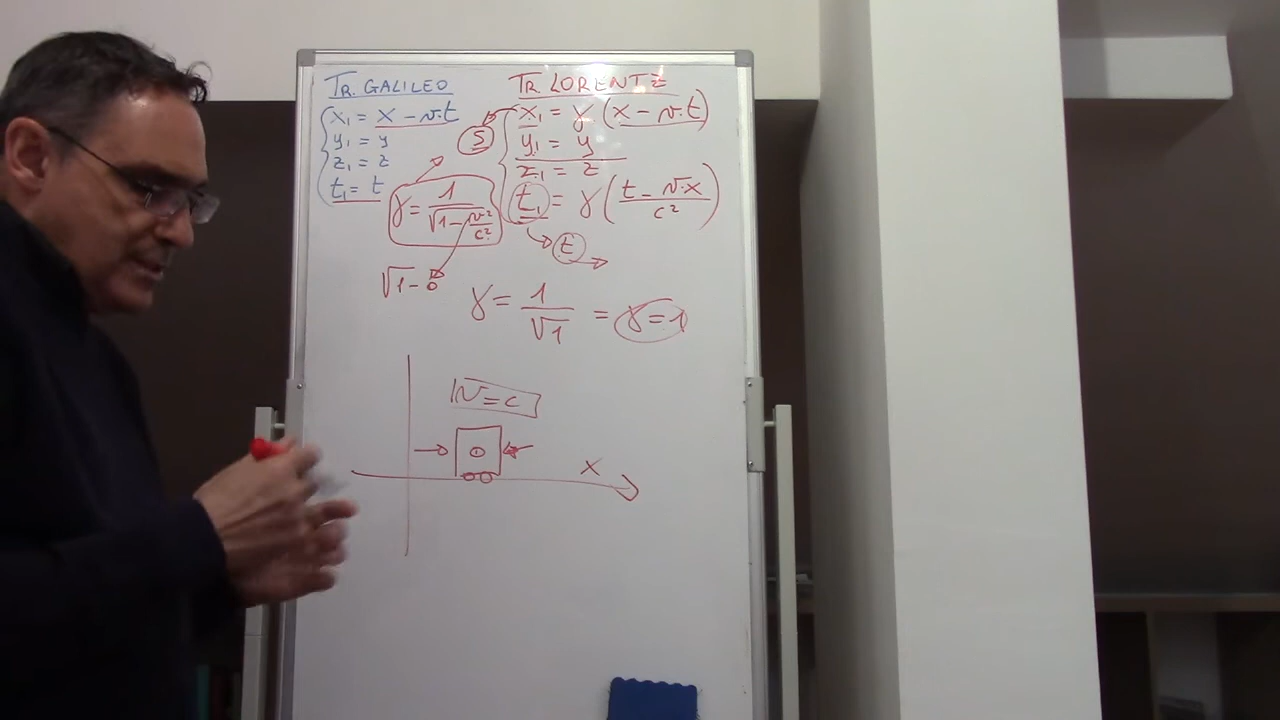 TR. GALILEO
x₁ = x - v·t
y₁ = y
z₁ = z
t₁ = t
TR LORENTZ
x₁ = γ (x - v·t)
y₁ = y
z₁ = z
t₁ = γ (t - v·x / c²)
S
γ = 1 / √1 - v²/c²
t
√1-0
γ = 1 / √1 = γ=1
v = c
x